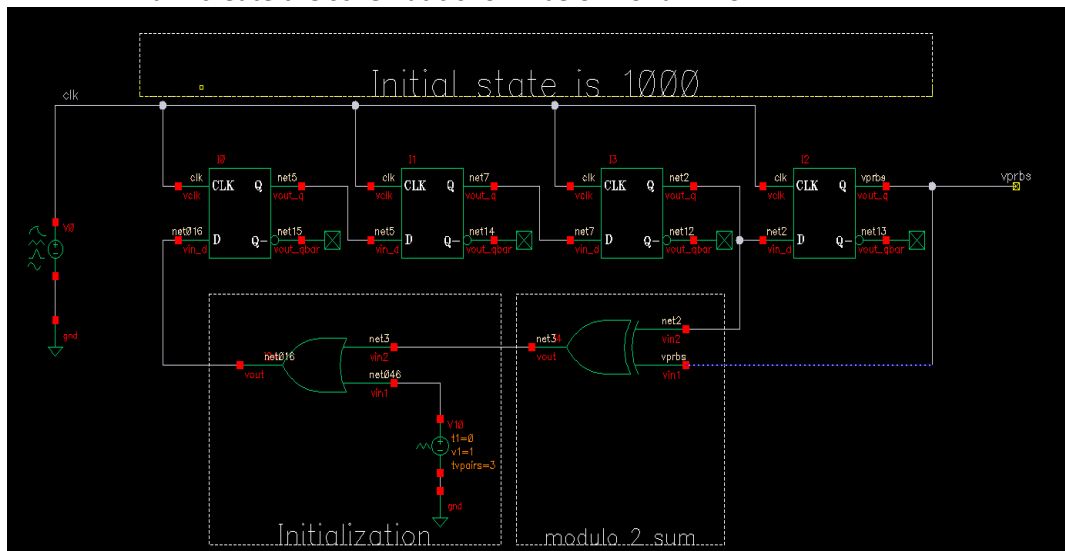 Initial state is 1000
clk
I0
I1
I3
I2
clk CLK Q net5
vclk vout_q
clk CLK Q net7
vclk vout_q
clk CLK Q net2
vclk vout_q
clk CLK Q vprbs
vclk vout_q
vprbs
V0
net016 D Q- net15
vin_d vout_qbar
net5 D Q- net14
vin_d vout_qbar
net7 D Q- net12
vin_d vout_qbar
net2 D Q- net13
vin_d vout_qbar
gnd
net016
vout
net3
vin2
net046
vin1
net3
vout
net2
vin2
vprbs
vin1
V10
t1=0
v1=1
tvpairs=3
gnd
Initialization
modulo 2 sum